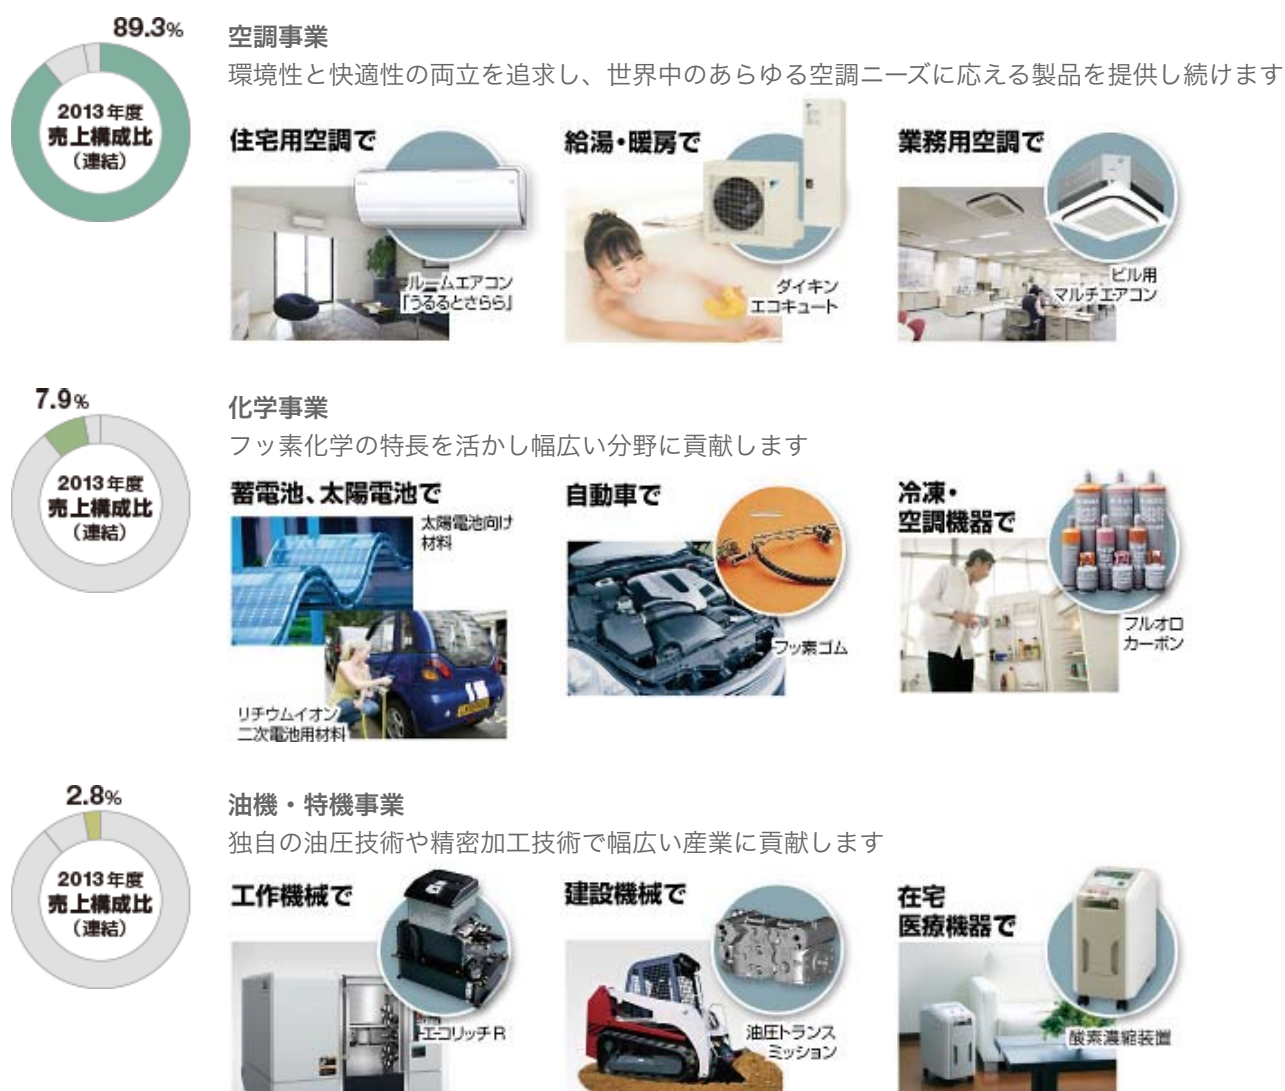 89.3%
2013年度
売上構成比
（連結）
空調事業
環境性と快適性の両立を追求し、世界中のあらゆる空調ニーズに応える製品を提供し続けます
住宅用空調で
ルームエアコン
「うるるとさらら」
給湯・暖房で
ダイキン
エコキュート
業務用空調で
ビル用
マルチエアコン
7.9%
2013年度
売上構成比
（連結）
化学事業
フッ素化学の特長を活かし幅広い分野に貢献します
蓄電池、太陽電池で
太陽電池向け
材料
リチウムイオン
二次電池用材料
自動車で
フッ素ゴム
冷凍・
空調機器で
フルオロ
カーボン
2.8%
2013年度
売上構成比
（連結）
油機・特機事業
独自の油圧技術や精密加工技術で幅広い産業に貢献します
工作機械で
エコリッチR
建設機械で
油圧トランス
ミッション
在宅
医療機器で
酸素濃縮装置